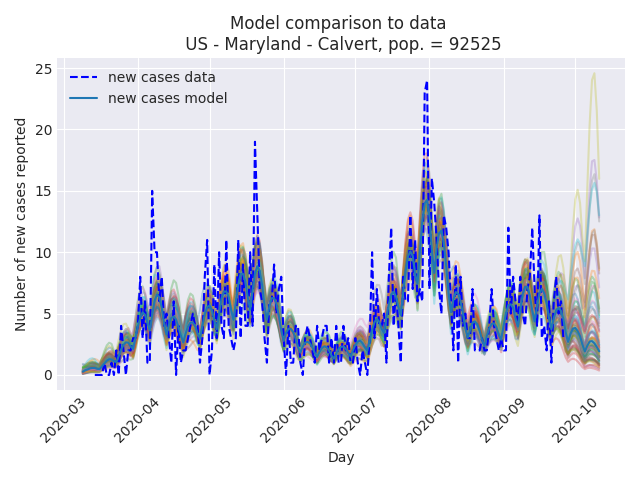 Model comparison to data
US - Maryland - Calvert, pop. = 92525
new cases data
new cases model
Number of new cases reported
25
20
15
10
5
0
2020-03
2020-04
2020-05
2020-06
2020-07
2020-08
2020-09
2020-10
Day